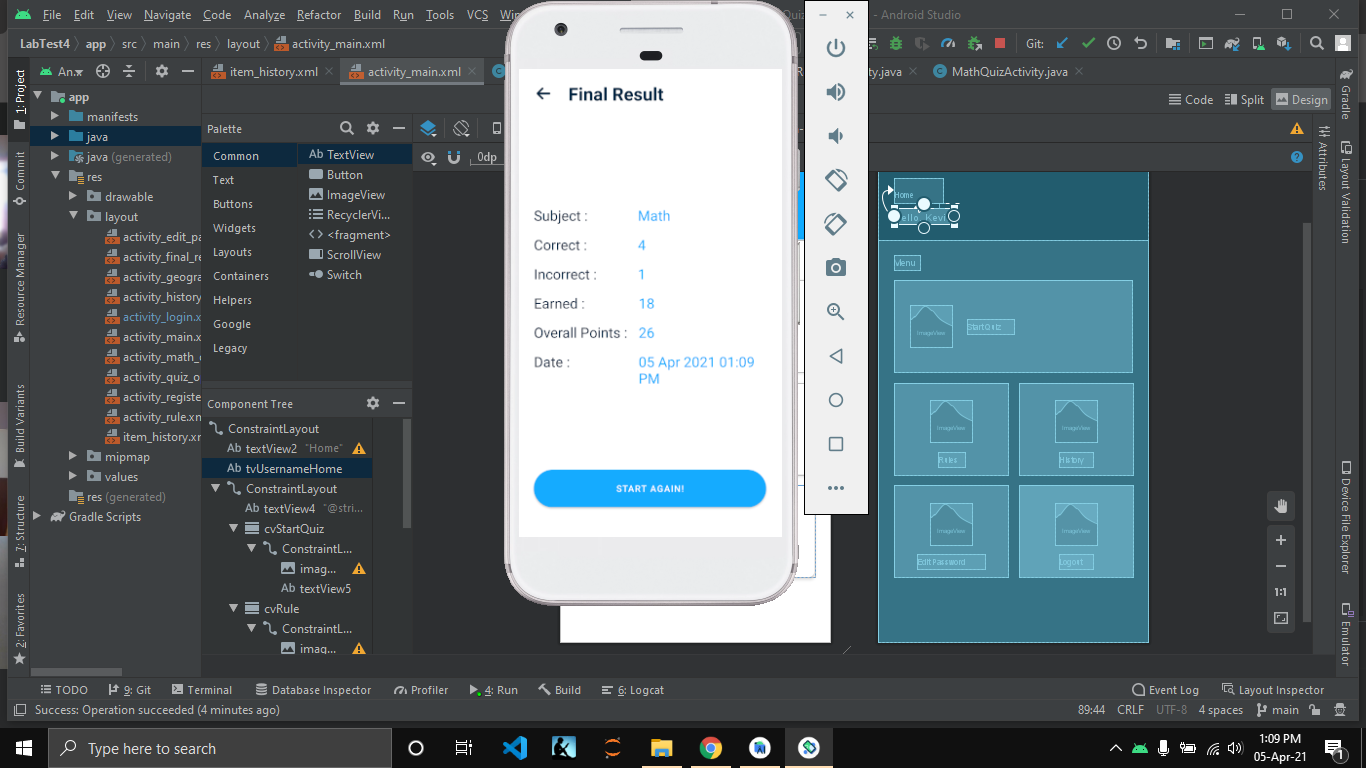 File Edit View Navigate Code Analyze Refactor Build Run Tools VCS
- Android Studio
LabTest4 app src main res layout activity_main.xml
Git:
1: Project
Commit
Resource Manager
Build Variants
7: Structure
2: Favorites
An...
app
manifests
java
java (generated)
res
drawable
layout
activity_edit_pa
activity_final_re
activity_geogra
activity_history
activity_login.x
activity_main.x
activity_math_
activity_quiz_o
activity_registe
activity_rule.xm
item_history.xm
mipmap
values
res (generated)
Gradle Scripts
item_history.xml
activity_main.xml
y.java
MathQuizActivity.java
Code Split Design
Palette
Common
Text
Buttons
Widgets
Layouts
Containers
Helpers
Google
Legacy
Ab TextView
Button
ImageView
RecyclerVi...
<fragment>
ScrollView
Switch
0dp
Component Tree
ConstraintLayout
Ab textView2 "Home"
Ab tvUsernameHome
ConstraintLayout
Ab textView4 "@stri...
cvStartQuiz
ConstraintL...
imag...
Ab textView5
cvRule
ConstraintL...
imag...
Final Result
Subject : Math
Correct : 4
Incorrect : 1
Earned : 18
Overall Points : 26
Date : 05 Apr 2021 01:09
PM
START AGAIN!
Home
Menu
ImageView
Start Quiz
ImageView
ImageView
Rules
History
ImageView
ImageView
Edit Password
Logout
1:1
Gradle
Layout Validation
Attributes
Device File Explorer
Emulator
TODO 9: Git Terminal Database Inspector Profiler 4: Run Build 6: Logcat Event Log Layout Inspector
Success: Operation succeeded (4 minutes ago)
89:44 CRLF UTF-8 4 spaces main
Type here to search
1:09 PM
05-Apr-21
1